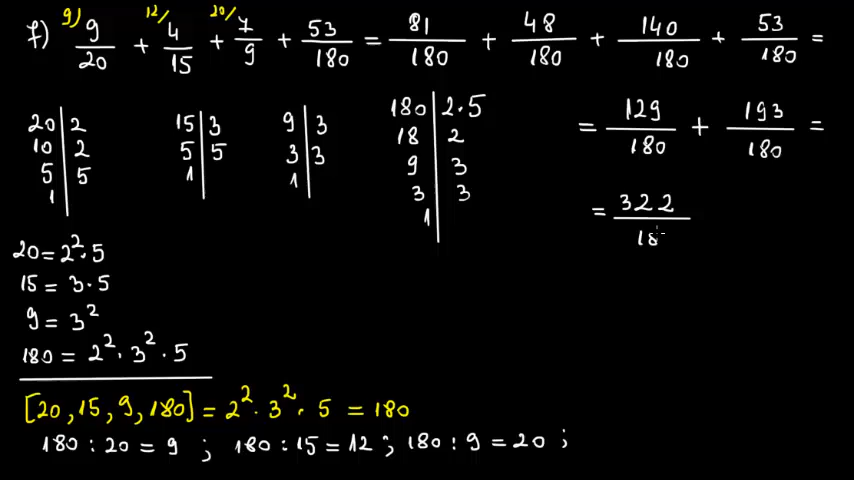 f) 9) 9/20 + 12/ 4/15 + 20/ 7/9 + 53/180 = 81/180 + 48/180 + 140/180 + 53/180 =
= 129/180 + 193/180 =
= 322/18
20 | 2
10 | 2
5 | 5
1 |
15 | 3
5 | 5
1 |
9 | 3
3 | 3
1 |
180 | 2·5
18 | 2
9 | 3
3 | 3
1 |
20 = 2²·5
15 = 3·5
9 = 3²
180 = 2²·3²·5
[20, 15, 9, 180] = 2²·3²·5 = 180
180 : 20 = 9 ; 180 : 15 = 12 ; 180 : 9 = 20 ;